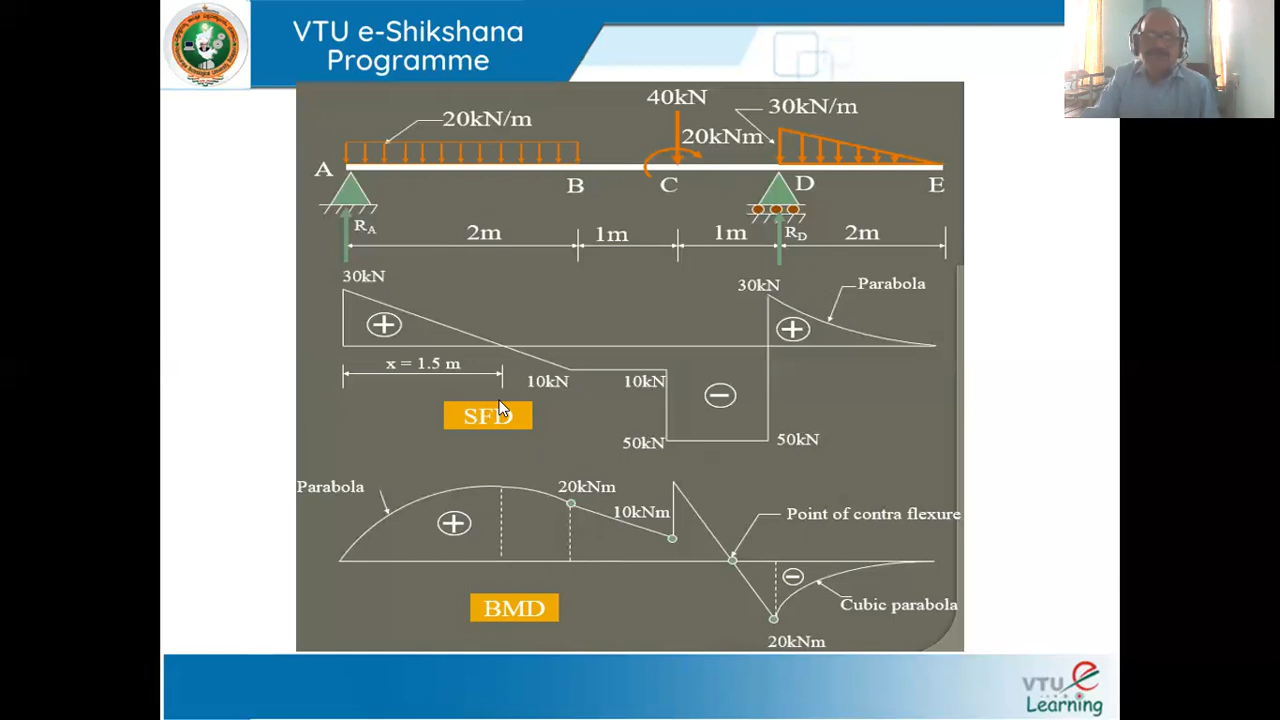 VTU e-Shikshana
Programme
40kN
30kN/m
20kN/m
20kNm
A
B
C
D
E
RA
RD
2m
1m
1m
2m
30kN
30kN
Parabola
x = 1.5 m
10kN
10kN
SFD
50kN
50kN
Parabola
20kNm
10kNm
Point of contra flexure
BMD
Cubic parabola
20kNm
VTU e
Learning